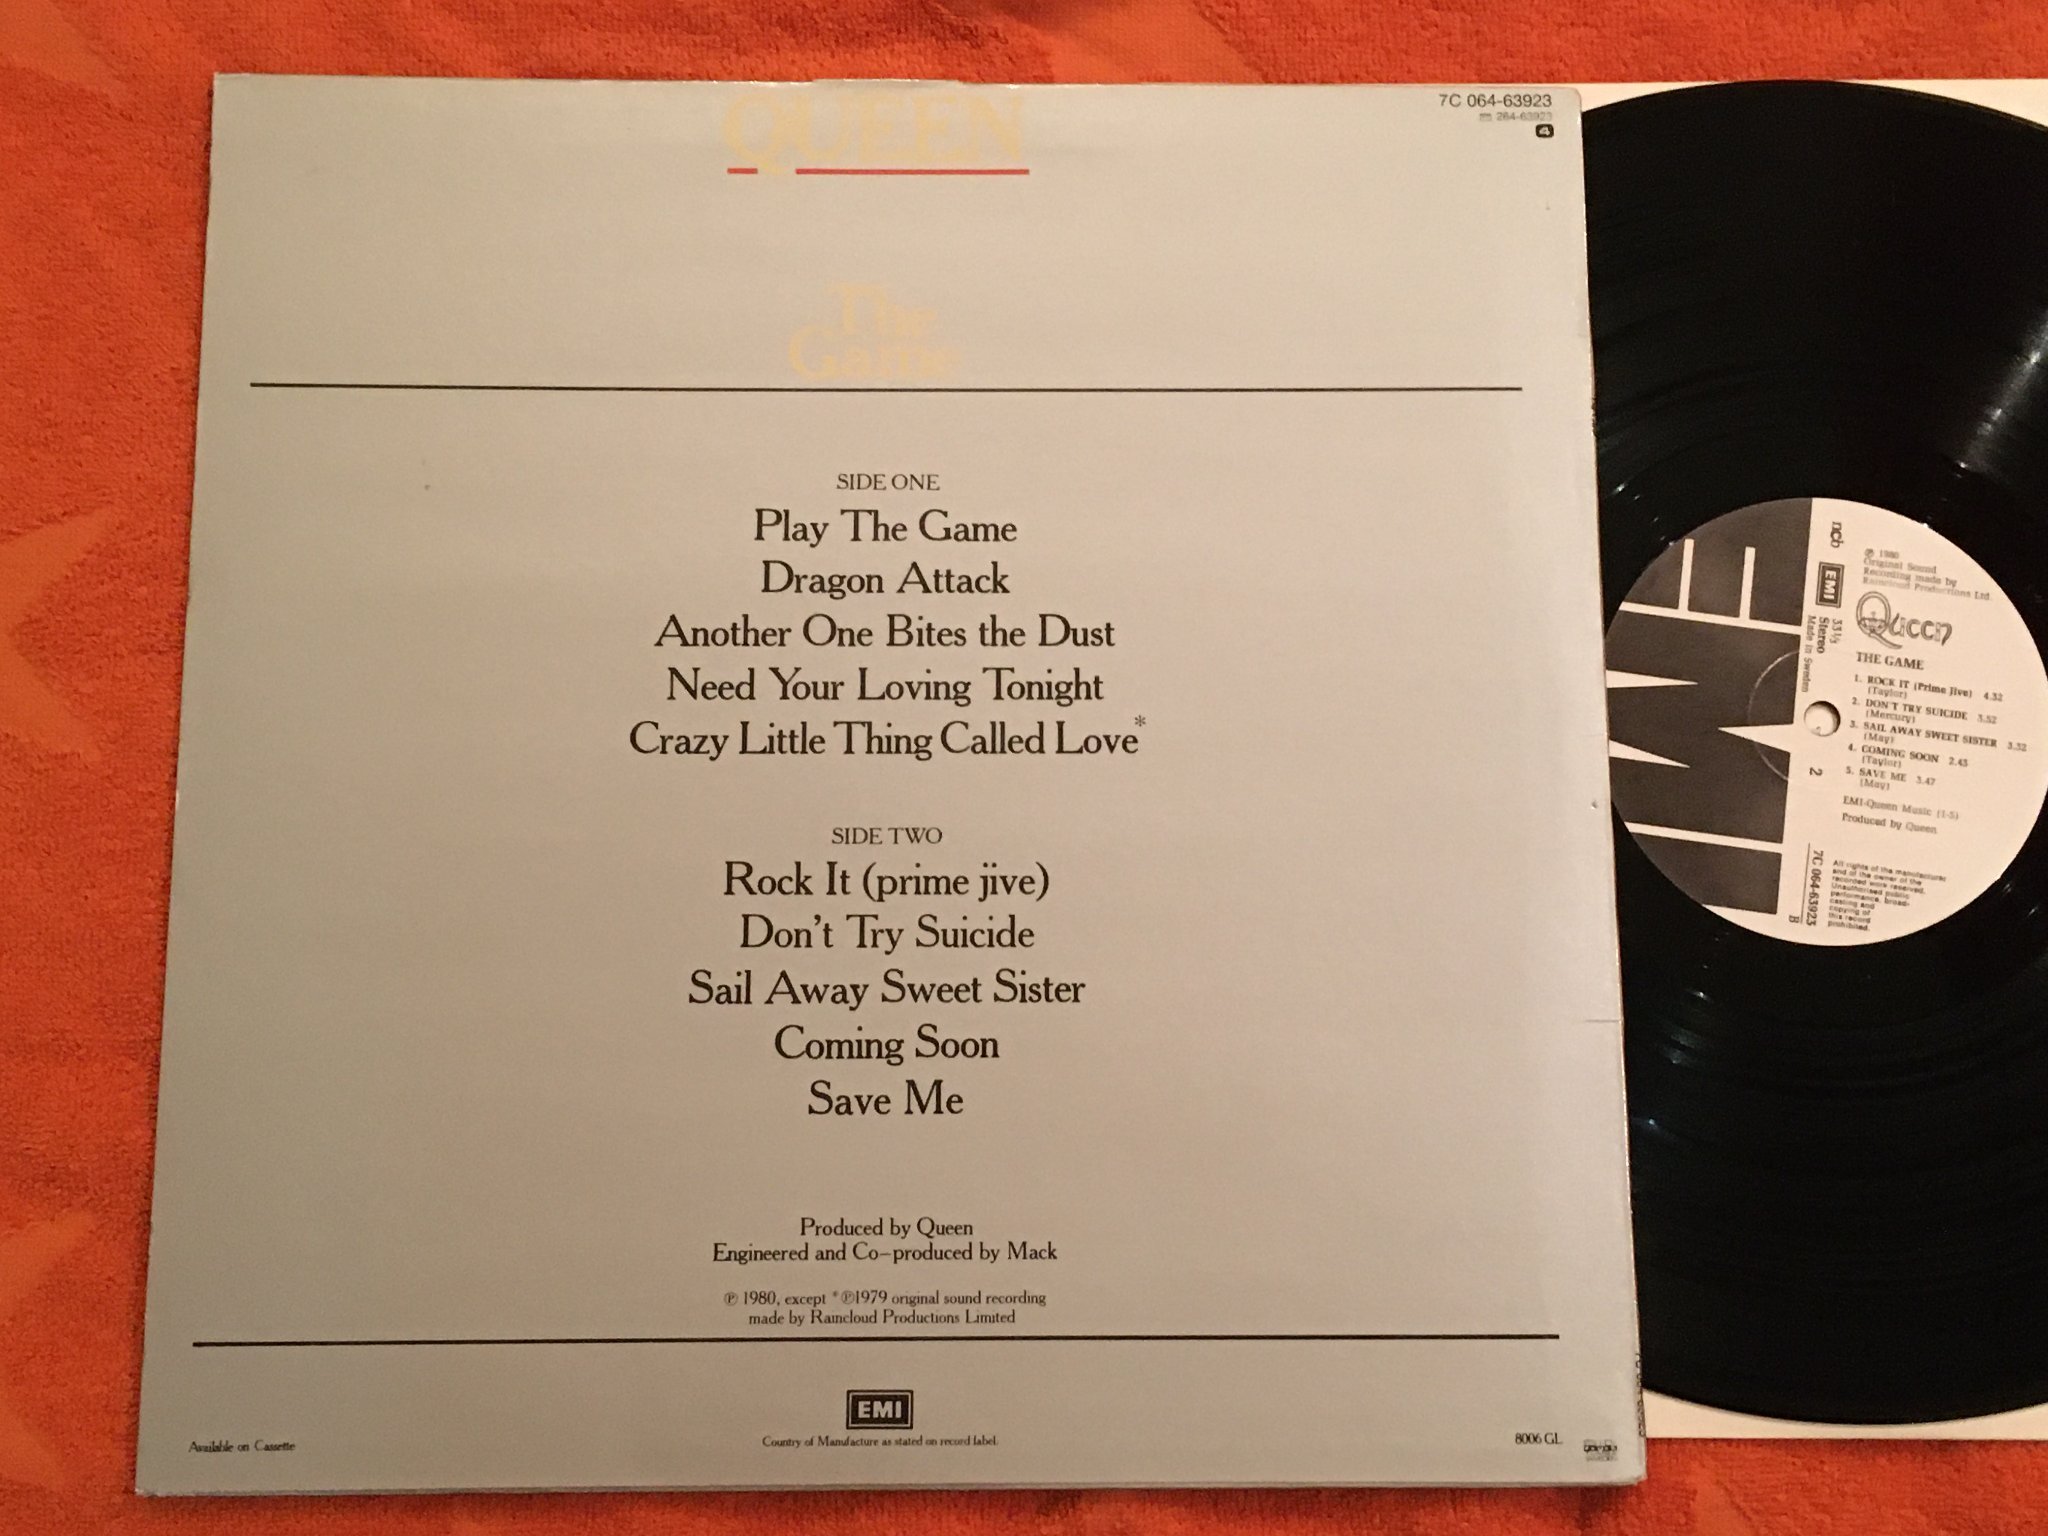 QUEEN
7C 064-63923
264-63923
4
The
Game
SIDE ONE
Play The Game
Dragon Attack
Another One Bites the Dust
Need Your Loving Tonight
Crazy Little Thing Called Love*
SIDE TWO
Rock It (prime jive)
Don't Try Suicide
Sail Away Sweet Sister
Coming Soon
Save Me
Produced by Queen
Engineered and Co-produced by Mack
℗ 1980, except *℗1979 original sound recording
made by Raincloud Productions Limited
EMI
Available on Cassette
Country of Manufacture as stated on record label.
8006 GL
EMI
ncb
EMI
33 1/3
Stereo
Made in Sweden
2
7C 064-63923
B
℗ 1980
Original Sound
Recording made by
Raincloud Productions Ltd.
Queen
THE GAME
1. ROCK IT (Prime Jive) 4.32
(Taylor)
2. DON'T TRY SUICIDE 3.52
(Mercury)
3. SAIL AWAY SWEET SISTER 3.32
(May)
4. COMING SOON 2.45
(Taylor)
5. SAVE ME 3.47
(May)
EMI-Queen Music (1-5)
Produced by Queen
All rights of the manufacturer
and of the owner of the
recorded work reserved.
Unauthorised public
performance, broad-
casting and
copying of
this record
prohibited.